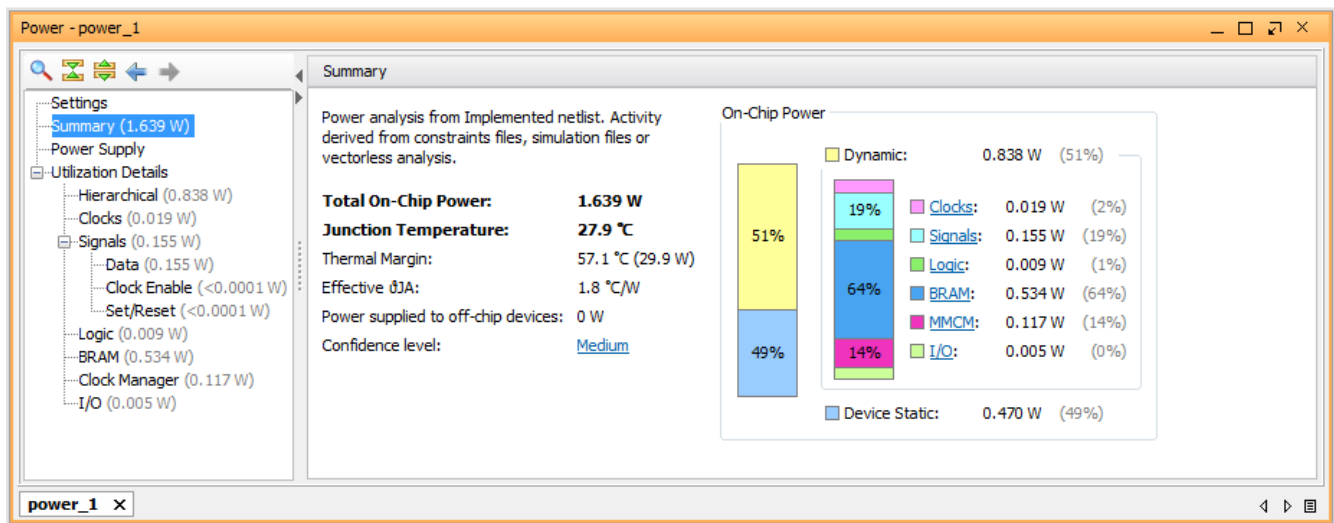 Power - power_1
Summary
Settings
Summary (1.639 W)
Power Supply
Utilization Details
Hierarchical (0.838 W)
Clocks (0.019 W)
Signals (0.155 W)
Data (0.155 W)
Clock Enable (<0.0001 W)
Set/Reset (<0.0001 W)
Logic (0.009 W)
BRAM (0.534 W)
Clock Manager (0.117 W)
I/O (0.005 W)
Power analysis from Implemented netlist. Activity
derived from constraints files, simulation files or
vectorless analysis.
Total On-Chip Power: 1.639 W
Junction Temperature: 27.9 °C
Thermal Margin: 57.1 °C (29.9 W)
Effective ϑJA: 1.8 °C/W
Power supplied to off-chip devices: 0 W
Confidence level: Medium
On-Chip Power
51%
49%
Dynamic: 0.838 W (51%)
19%
64%
14%
Clocks: 0.019 W (2%)
Signals: 0.155 W (19%)
Logic: 0.009 W (1%)
BRAM: 0.534 W (64%)
MMCM: 0.117 W (14%)
I/O: 0.005 W (0%)
Device Static: 0.470 W (49%)
power_1